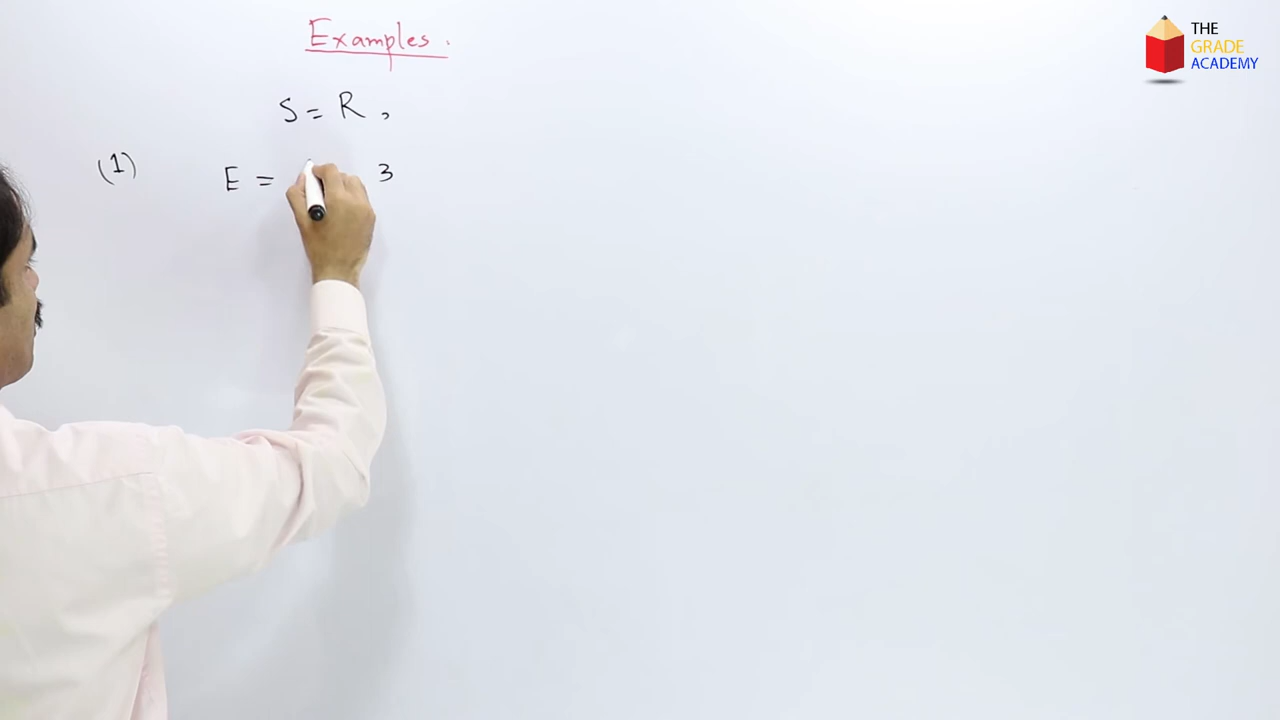 Examples.
S = R,
(1) E = 3
THE
GRADE
ACADEMY